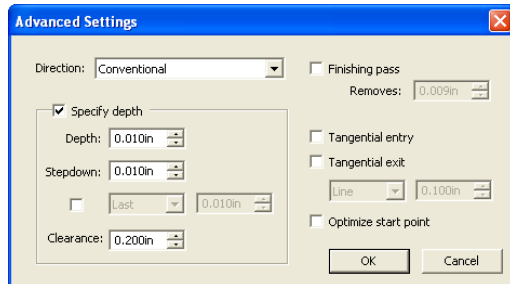 Advanced Settings
Direction: Conventional
Specify depth
Depth: 0.010in
Stepdown: 0.010in
Last 0.010in
Clearance: 0.200in
Finishing pass
Removes: 0.009in
Tangential entry
Tangential exit
Line 0.100in
Optimize start point
OK Cancel